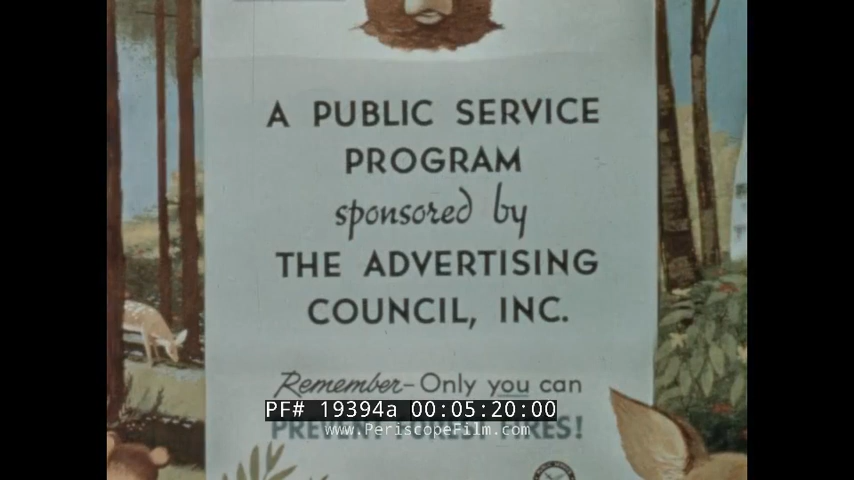 A PUBLIC SERVICE
PROGRAM
sponsored by
THE ADVERTISING
COUNCIL, INC.
Remember-Only you can
PF# 19394a 00:05:20:00
www.PeriscopeFilm.com